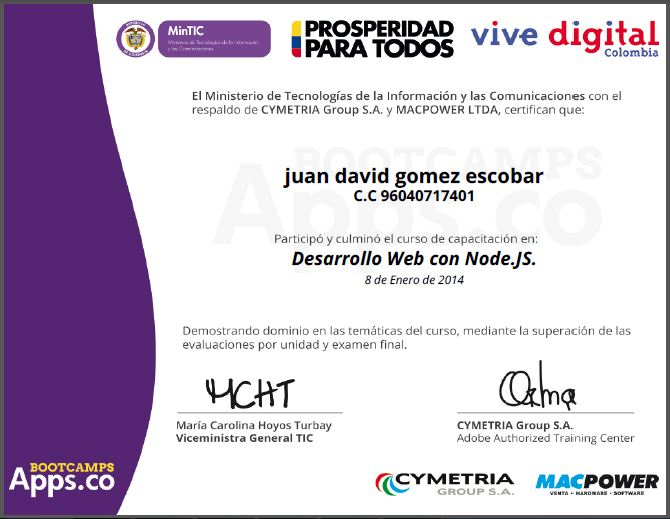 MinTIC
Ministerio de Tecnologías de la Información
y las Comunicaciones
PROSPERIDAD
PARA TODOS
vive digital
Colombia
El Ministerio de Tecnologías de la Información y las Comunicaciones con el
respaldo de CYMETRIA Group S.A. y MACPOWER LTDA, certifican que:
BOOTCAMPS
Apps.co
juan david gomez escobar
C.C 96040717401
Participó y culminó el curso de capacitación en:
Desarrollo Web con Node.JS.
8 de Enero de 2014
Demostrando dominio en las temáticas del curso, mediante la superación de las
evaluaciones por unidad y examen final.
MCHT
María Carolina Hoyos Turbay
Viceministra General TIC
CYMETRIA Group S.A.
Adobe Authorized Training Center
BOOTCAMPS
Apps.co
CYMETRIA
GROUP S.A.
MACPOWER
VENTA • HARDWARE • SOFTWARE